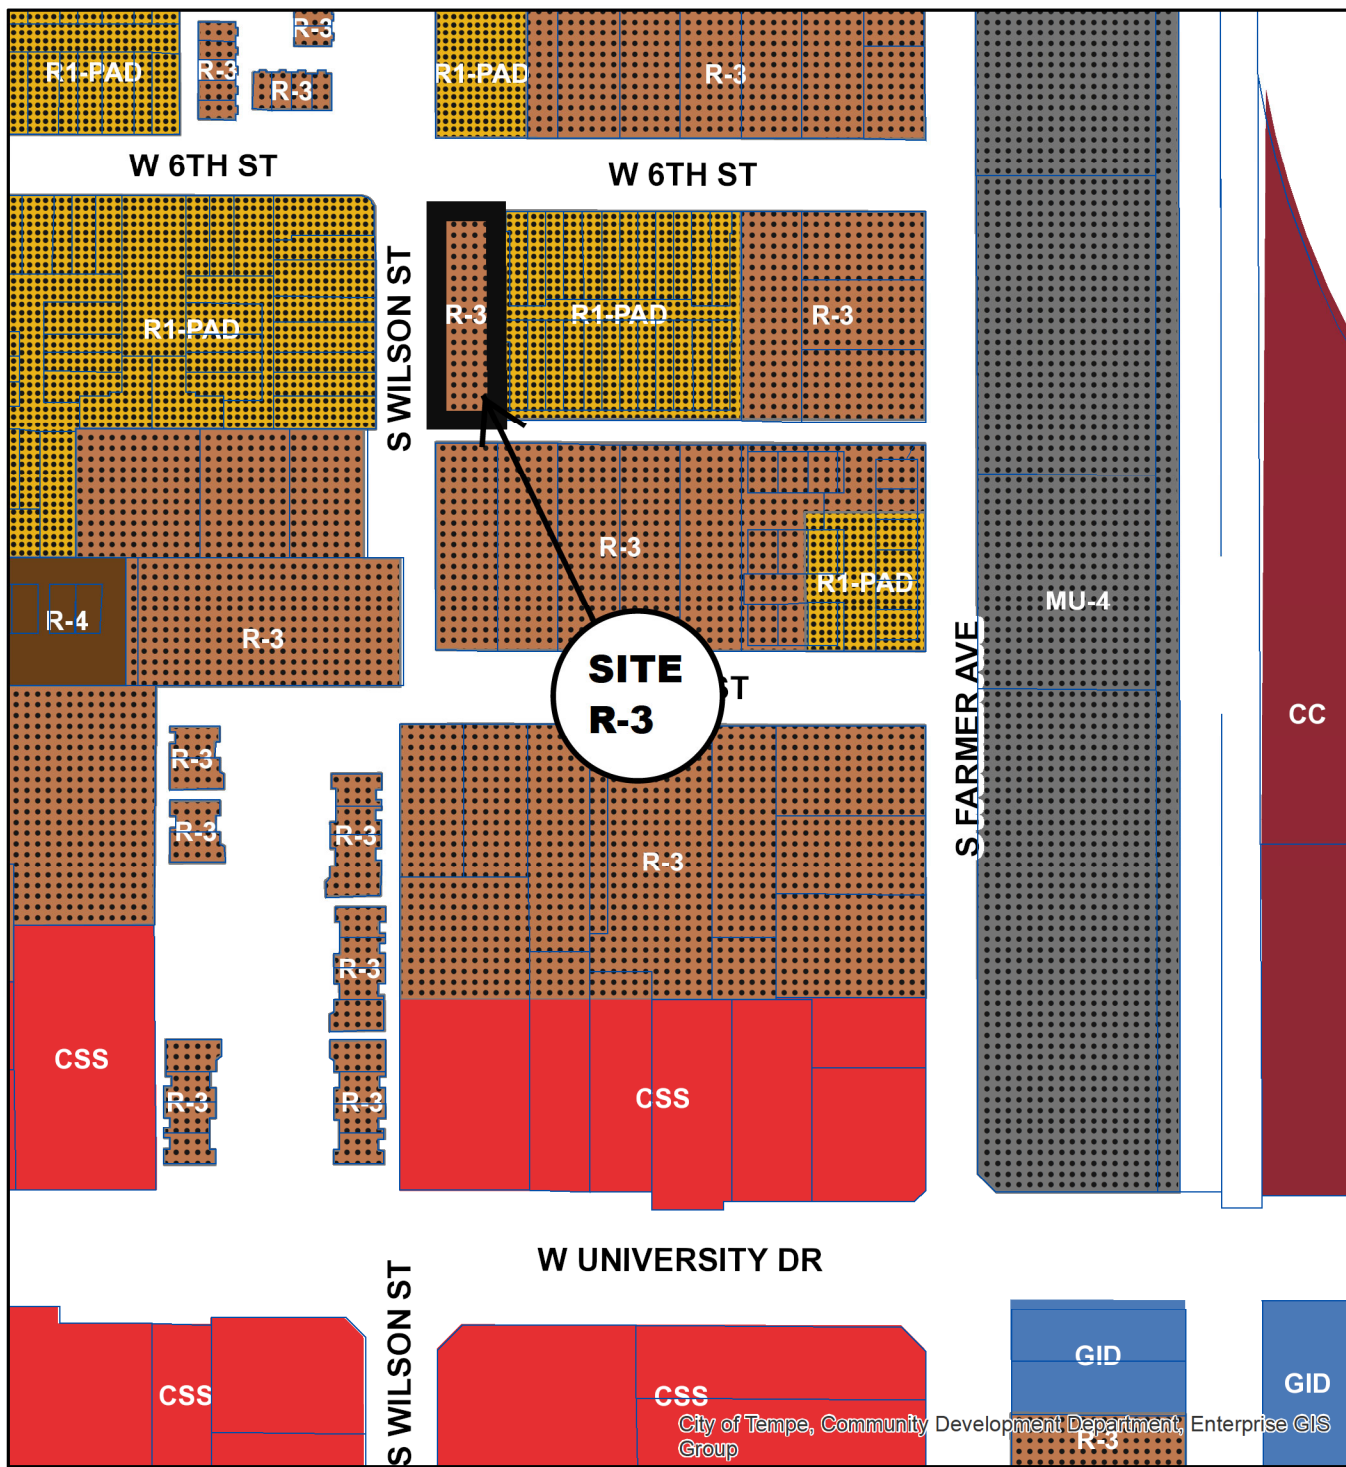 R-3
R1-PAD
R-3
R1-PAD
R-3
R-3
W 6TH ST
W 6TH ST
S WILSON ST
R-3
R1-PAD
R-3
R1-PAD
R-3
R1-PAD
MU-4
R-4
R-3
SITE
R-3
ST
S FARMER AVE
CC
R-3
R-3
R-3
R-3
R-3
CSS
R-3
R-3
CSS
W UNIVERSITY DR
S WILSON ST
GID
GID
CSS
CSS
City of Tempe, Community Development Department, Enterprise GIS
Group
R-3